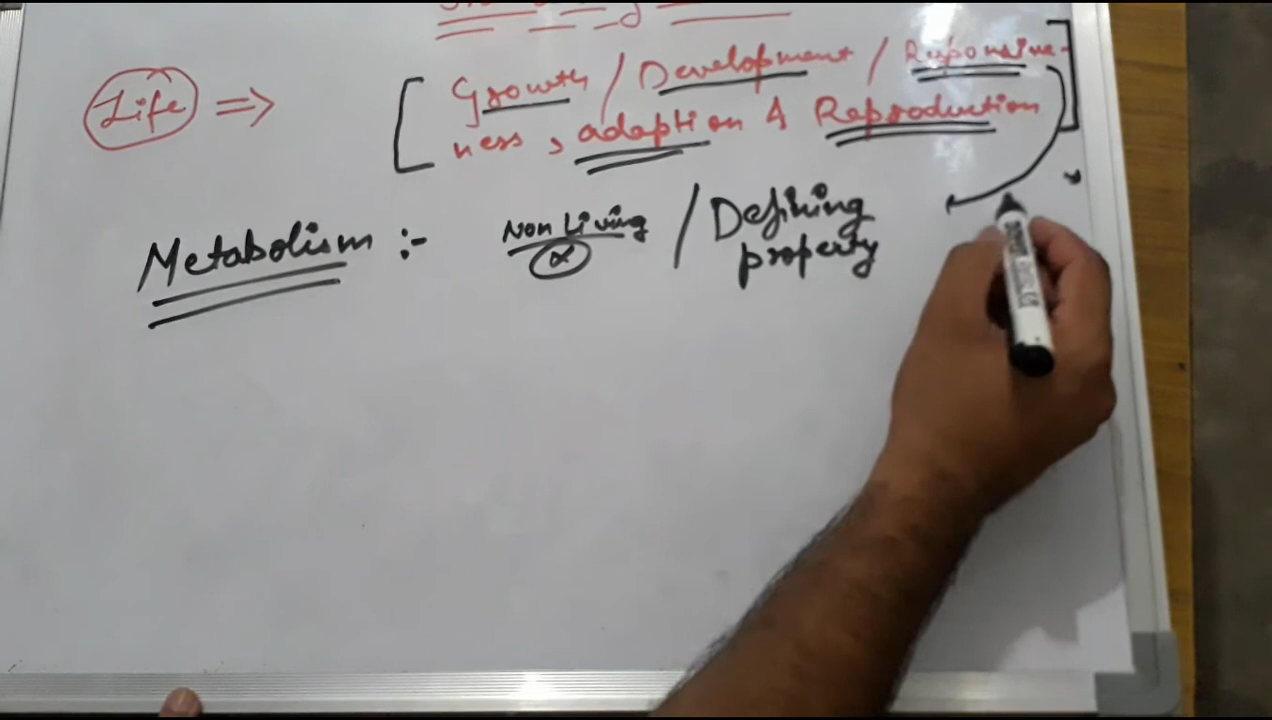 Life ⇒ [ Growth / Development / Responsive-
ness, adaption & Reproduction ]
Metabolism :- Non Living / Defining
(x) property